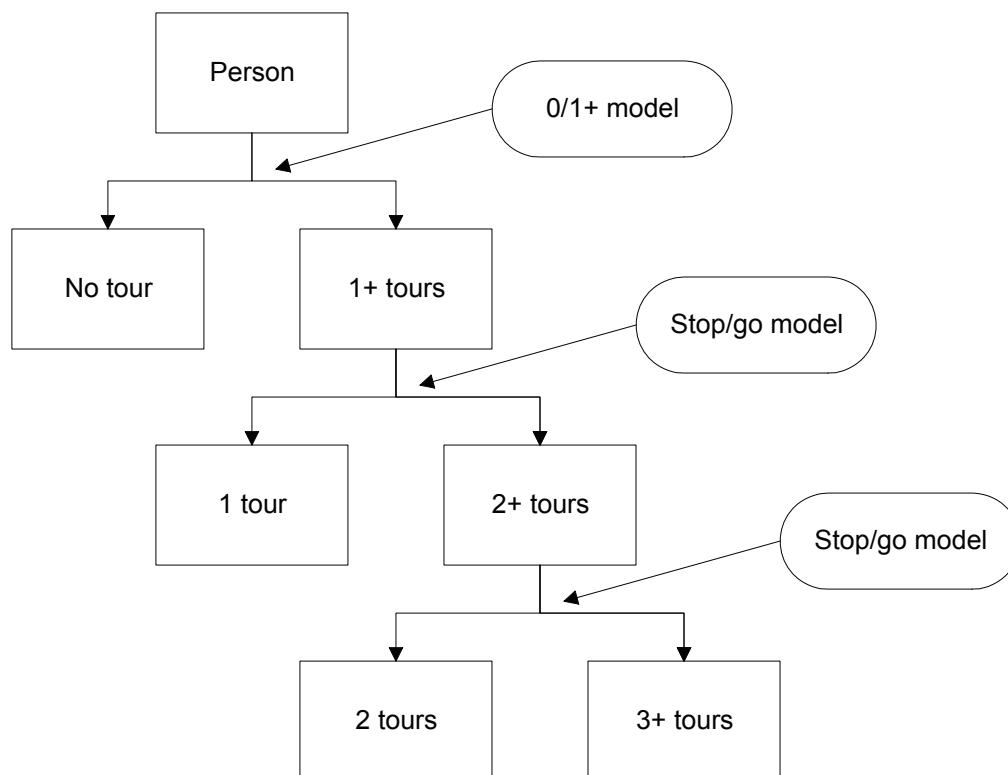 Person
0/1+ model
No tour
1+ tours
Stop/go model
1 tour
2+ tours
Stop/go model
2 tours
3+ tours